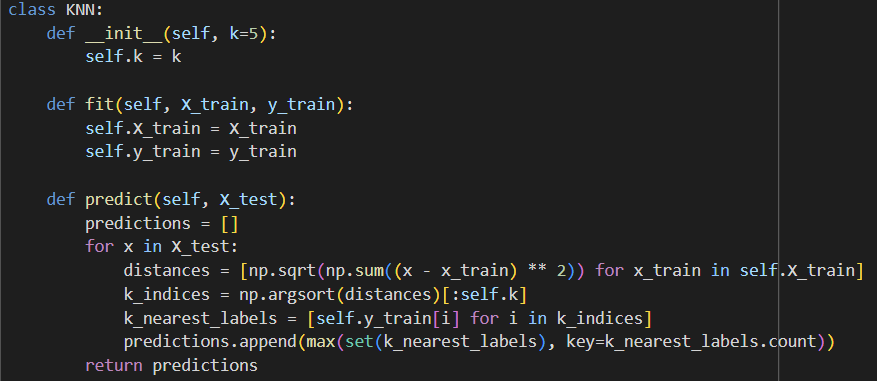 class KNN:
    def __init__(self, k=5):
        self.k = k

    def fit(self, X_train, y_train):
        self.X_train = X_train
        self.y_train = y_train

    def predict(self, X_test):
        predictions = []
        for x in X_test:
            distances = [np.sqrt(np.sum((x - x_train) ** 2)) for x_train in self.X_train]
            k_indices = np.argsort(distances)[:self.k]
            k_nearest_labels = [self.y_train[i] for i in k_indices]
            predictions.append(max(set(k_nearest_labels), key=k_nearest_labels.count))
        return predictions